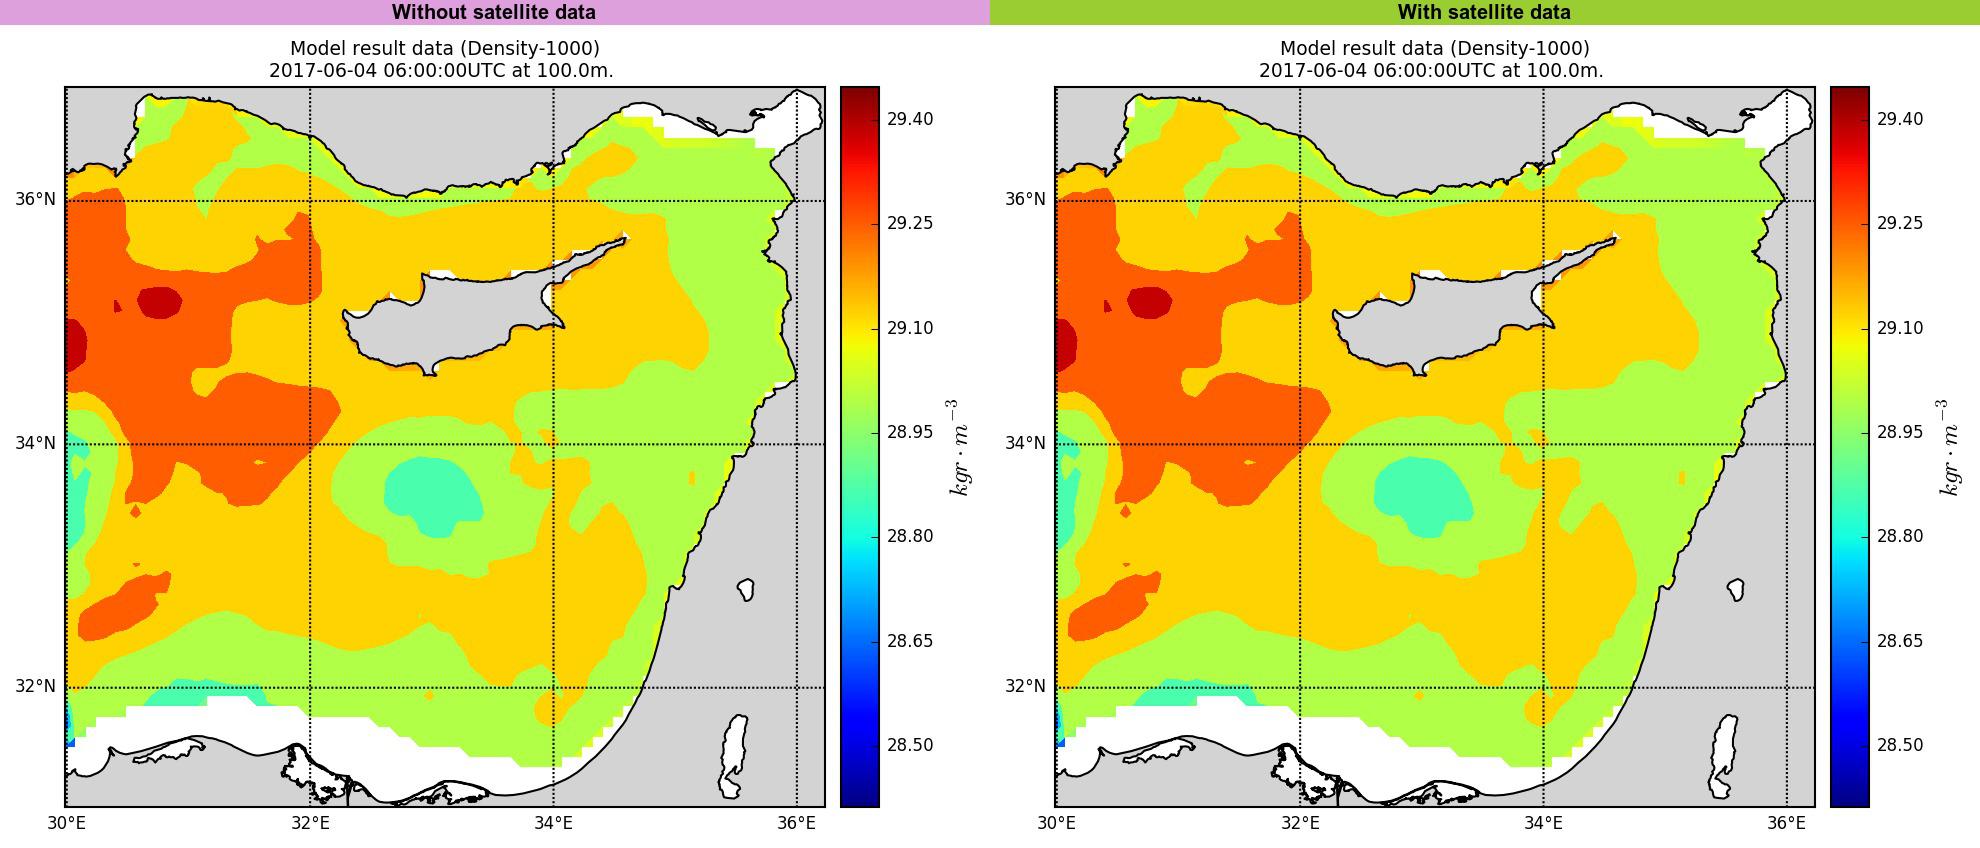 Without satellite data
With satellite data
Model result data (Density-1000)
2017-06-04 06:00:00UTC at 100.0m.
36°N
34°N
32°N
30°E
32°E
34°E
36°E
29.40
29.25
29.10
28.95
28.80
28.65
28.50
kgr · m⁻³
Model result data (Density-1000)
2017-06-04 06:00:00UTC at 100.0m.
36°N
34°N
32°N
30°E
32°E
34°E
36°E
29.40
29.25
29.10
28.95
28.80
28.65
28.50
kgr · m⁻³